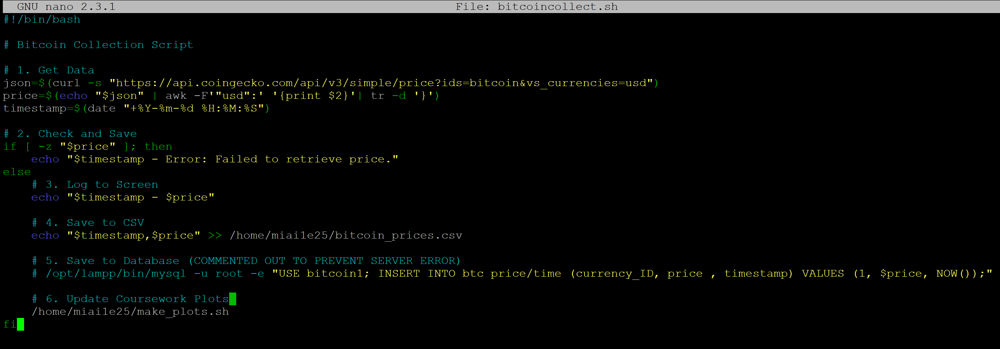 GNU nano 2.3.1 File: bitcoincollect.sh
#!/bin/bash
# Bitcoin Collection Script
# 1. Get Data
json=$(curl -s "https://api.coingecko.com/api/v3/simple/price?ids=bitcoin&vs_currencies=usd")
price=$(echo "$json" | awk -F'"usd":' '{print $2}'| tr -d '}')
timestamp=$(date "+%Y-%m-%d %H:%M:%S")
# 2. Check and Save
if [ -z "$price" ]; then
    echo "$timestamp - Error: Failed to retrieve price."
else
    # 3. Log to Screen
    echo "$timestamp - $price"
    # 4. Save to CSV
    echo "$timestamp,$price" >> /home/miai1e25/bitcoin_prices.csv
    # 5. Save to Database (COMMENTED OUT TO PREVENT SERVER ERROR)
    # /opt/lampp/bin/mysql -u root -e "USE bitcoin1; INSERT INTO btc price/time (currency_ID, price , timestamp) VALUES (1, $price, NOW());"
    # 6. Update Coursework Plots
    /home/miai1e25/make_plots.sh
fi